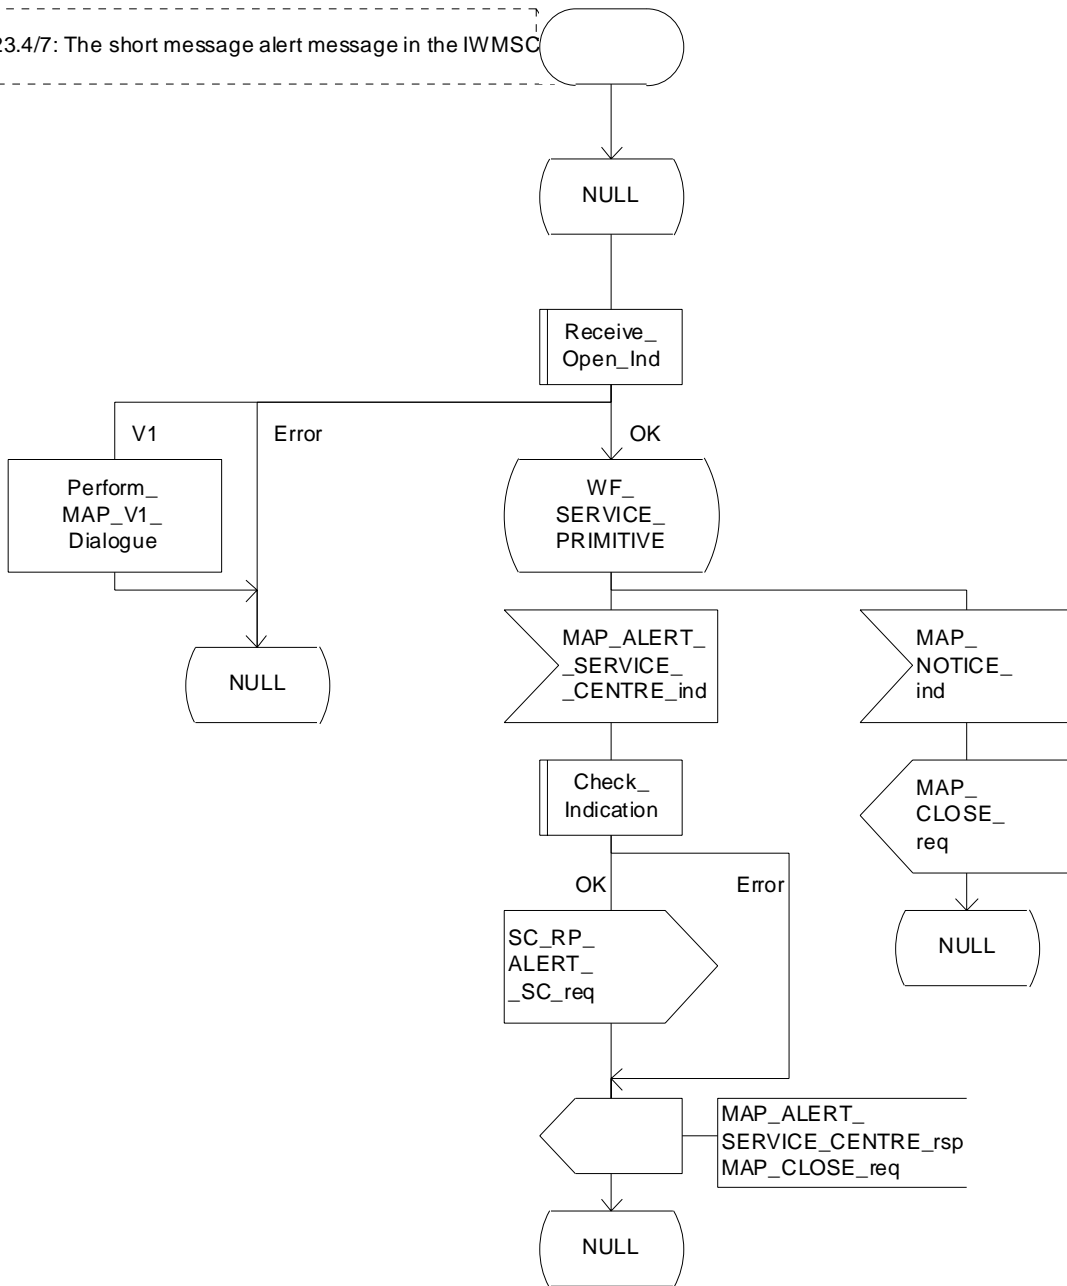 23.4/7: The short message alert message in the IWMSC
NULL
Receive_
Open_Ind
V1
Error
OK
Perform_
MAP_V1_
Dialogue
WF_
SERVICE_
PRIMITIVE
NULL
MAP_ALERT_
_SERVICE_
_CENTRE_ind
MAP_
NOTICE_
ind
Check_
Indication
MAP_
CLOSE_
req
OK
Error
SC_RP_
ALERT_
_SC_req
NULL
MAP_ALERT_
SERVICE_CENTRE_rsp
MAP_CLOSE_req
NULL